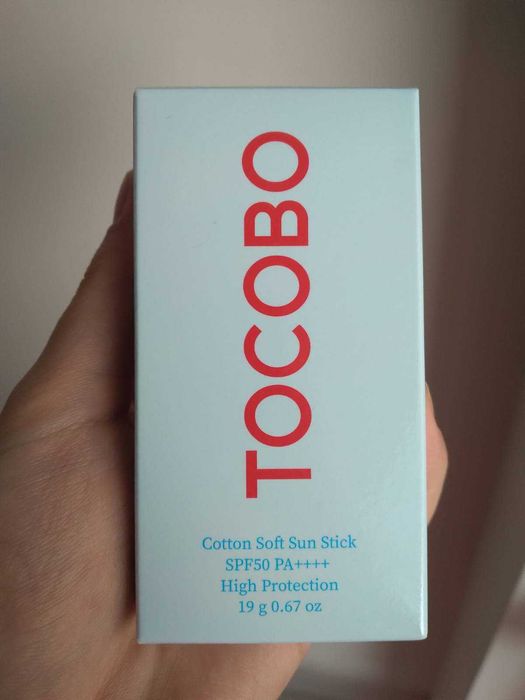 TOCOBO
Cotton Soft Sun Stick
SPF50 PA++++
High Protection
19 g 0.67 oz